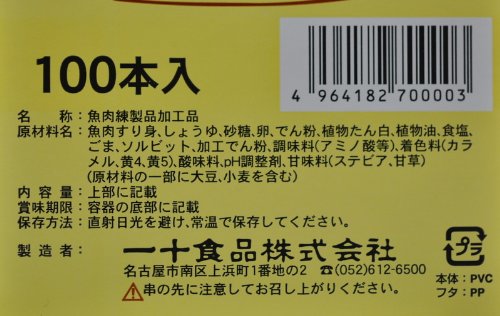 100本入
4 964182 700003
名 称：魚肉練製品加工品
原材料名：魚肉すり身、しょうゆ、砂糖、卵、でん粉、植物たん白、植物油、食塩、
ごま、ソルビット、加工でん粉、調味料(アミノ酸等)、着色料(カラ
メル、黄4、黄5)、酸味料、pH調整剤、甘味料(ステビア、甘草)
(原材料の一部に大豆、小麦を含む)
内 容 量：上部に記載
賞味期限：容器の底部に記載
保存方法：直射日光を避け、常温で保存してください。
製 造 者：一十食品株式会社
名古屋市南区上浜町1番地の2 ☎(052)612-6500
⚠串の先に注意してお召し上がりください
プラ
本体：PVC
フタ：PP